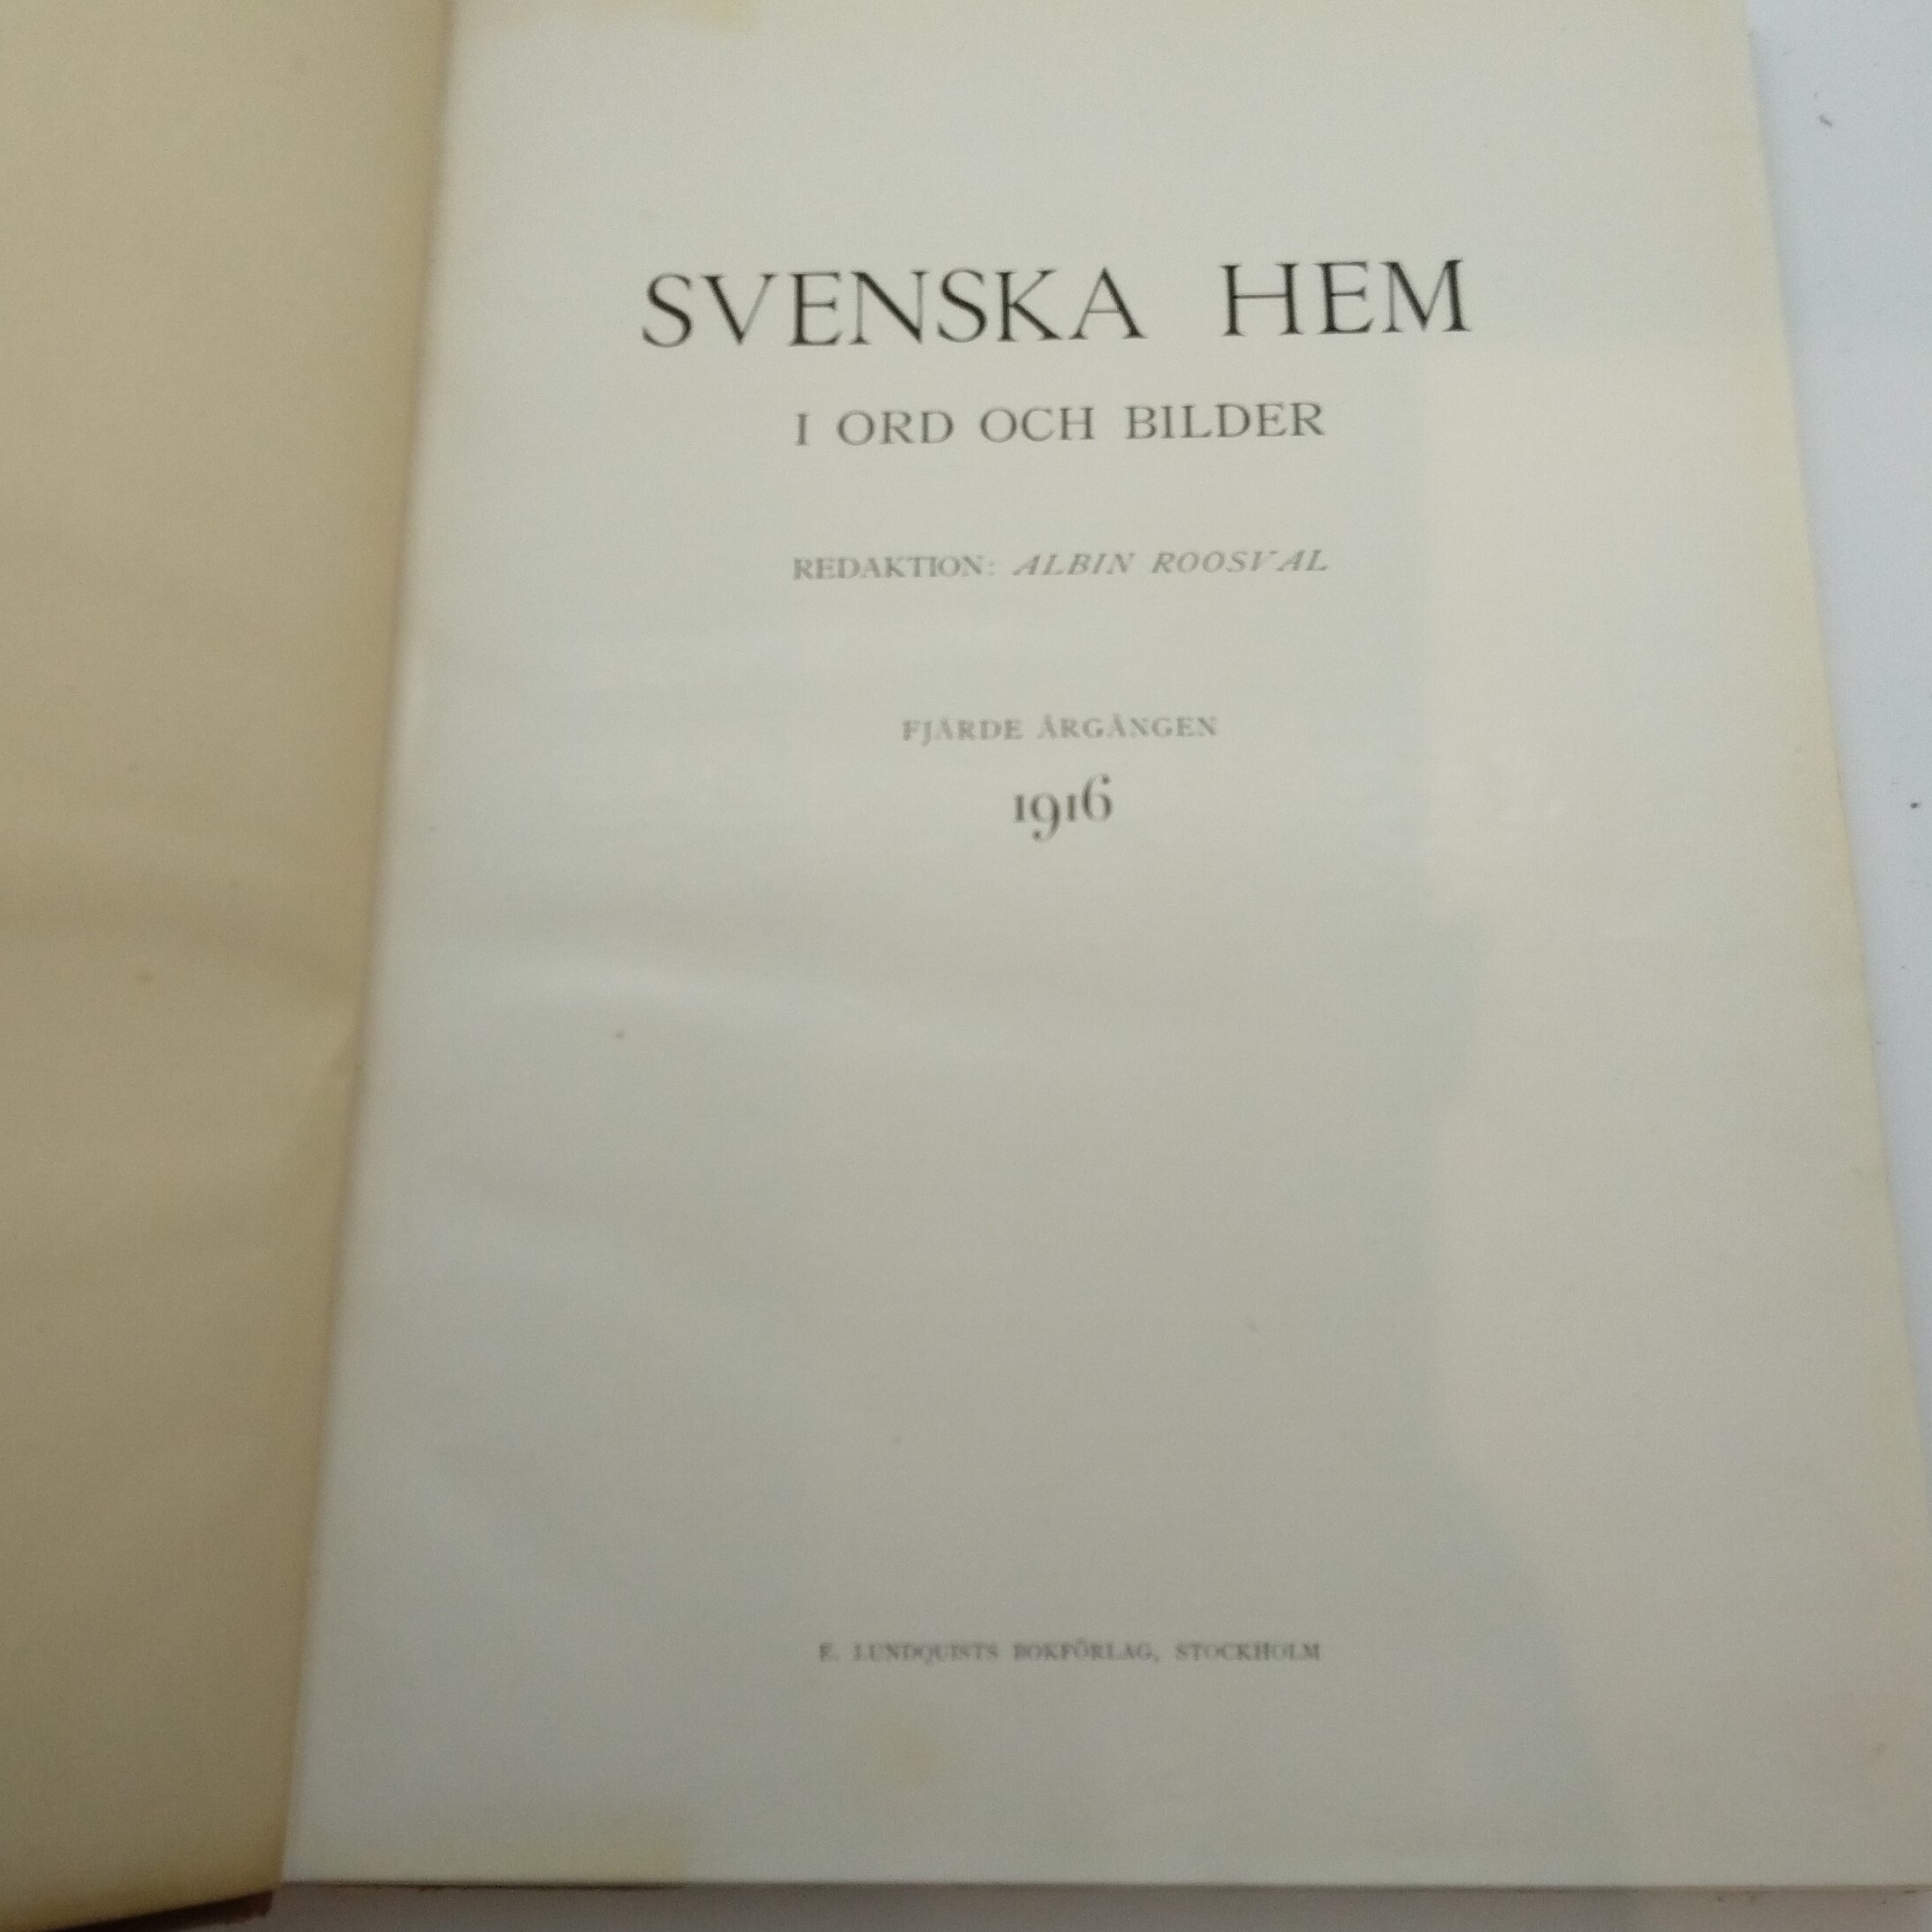 SVENSKA HEM
I ORD OCH BILDER
REDAKTION: ALBIN ROOSVAL
FJÄRDE ÅRGÅNGEN
1916
E. LUNDQUISTS BOKFÖRLAG, STOCKHOLM